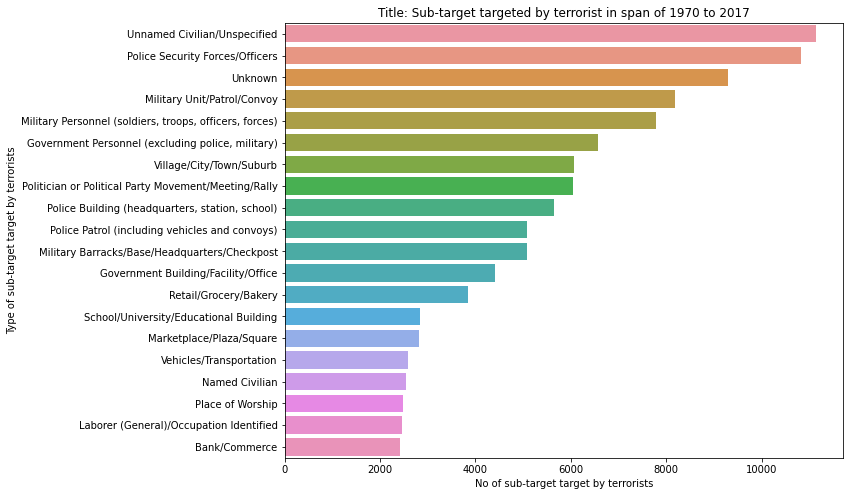 Title: Sub-target targeted by terrorist in span of 1970 to 2017
Type of sub-target target by terrorists
Unnamed Civilian/Unspecified
Police Security Forces/Officers
Unknown
Military Unit/Patrol/Convoy
Military Personnel (soldiers, troops, officers, forces)
Government Personnel (excluding police, military)
Village/City/Town/Suburb
Politician or Political Party Movement/Meeting/Rally
Police Building (headquarters, station, school)
Police Patrol (including vehicles and convoys)
Military Barracks/Base/Headquarters/Checkpost
Government Building/Facility/Office
Retail/Grocery/Bakery
School/University/Educational Building
Marketplace/Plaza/Square
Vehicles/Transportation
Named Civilian
Place of Worship
Laborer (General)/Occupation Identified
Bank/Commerce
0 2000 4000 6000 8000 10000
No of sub-target target by terrorists